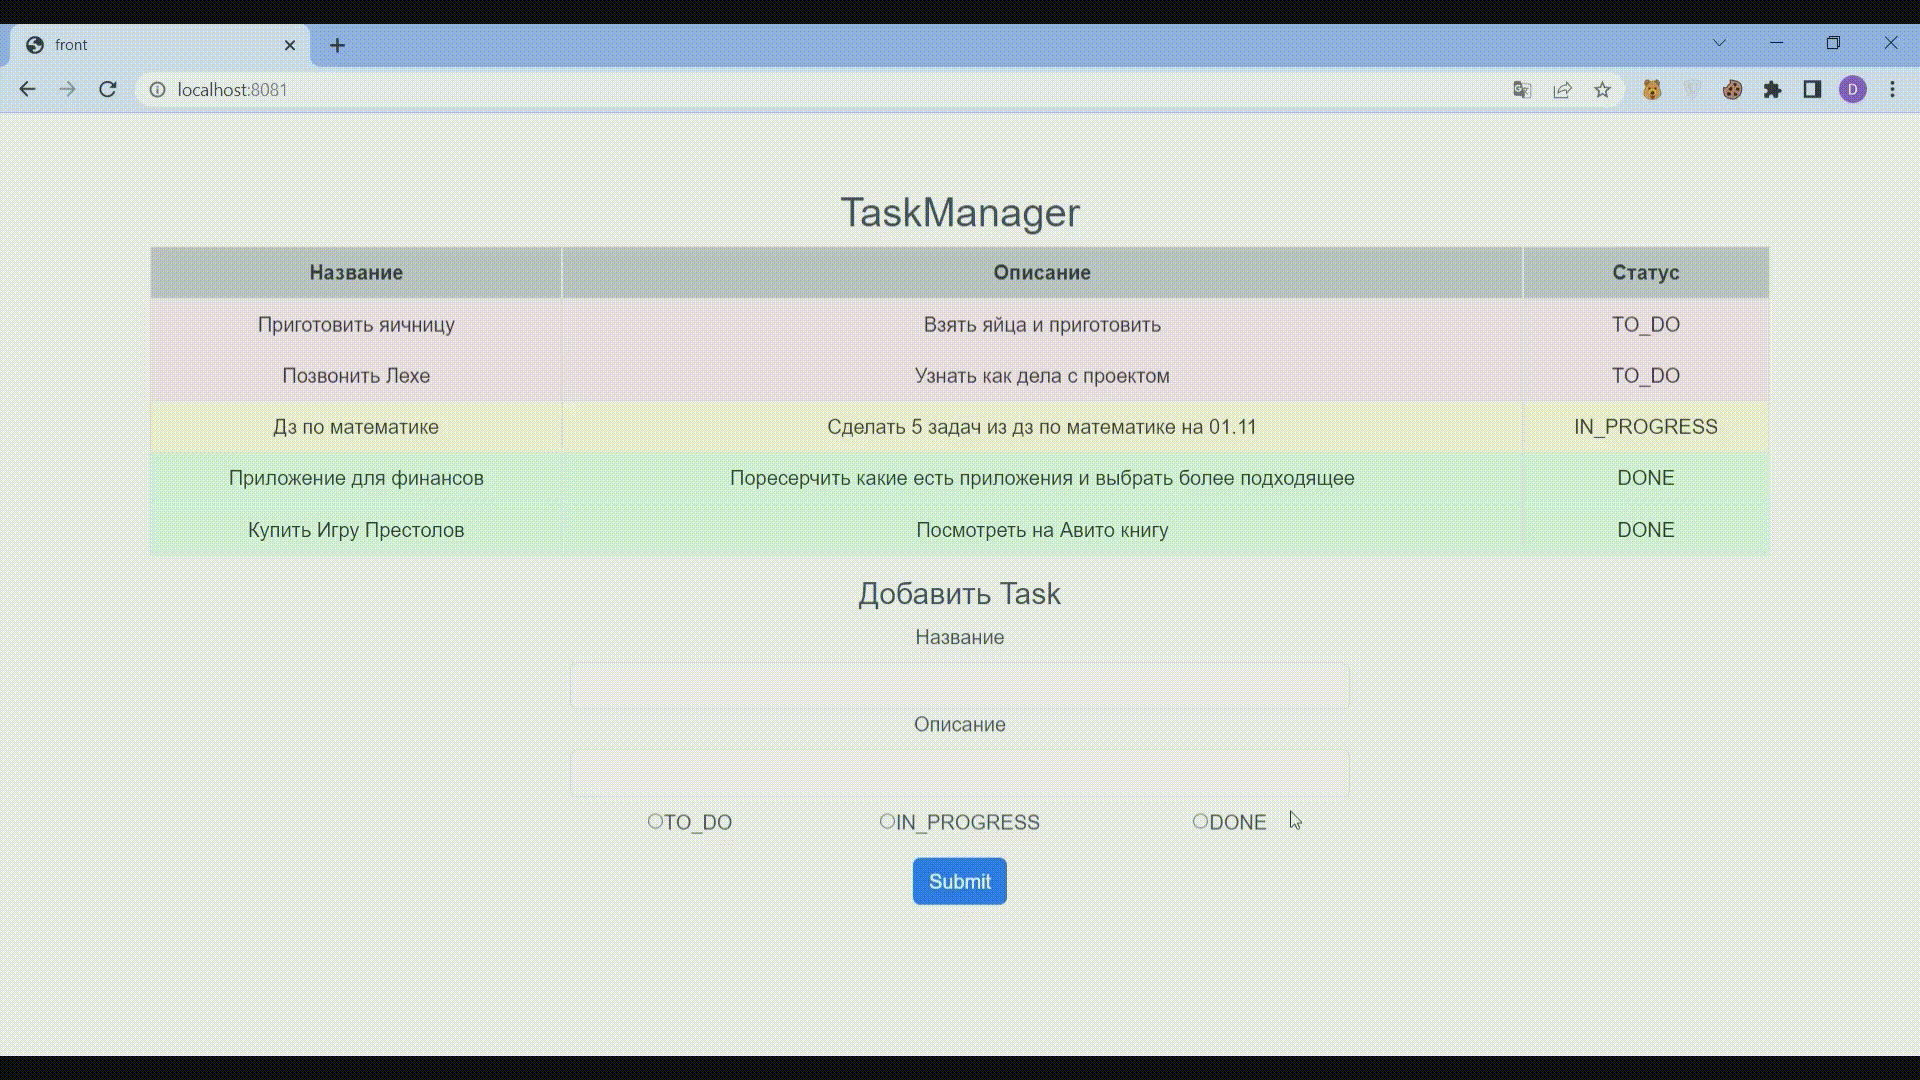 front
localhost:8081
D
TaskManager
Название Описание Статус
Приготовить яичницу Взять яйца и приготовить TO_DO
Позвонить Лехе Узнать как дела с проектом TO_DO
Дз по математике Сделать 5 задач из дз по математике на 01.11 IN_PROGRESS
Приложение для финансов Поресерчить какие есть приложения и выбрать более подходящее DONE
Купить Игру Престолов Посмотреть на Авито книгу DONE
Добавить Task
Название
Описание
TO_DO IN_PROGRESS DONE
Submit